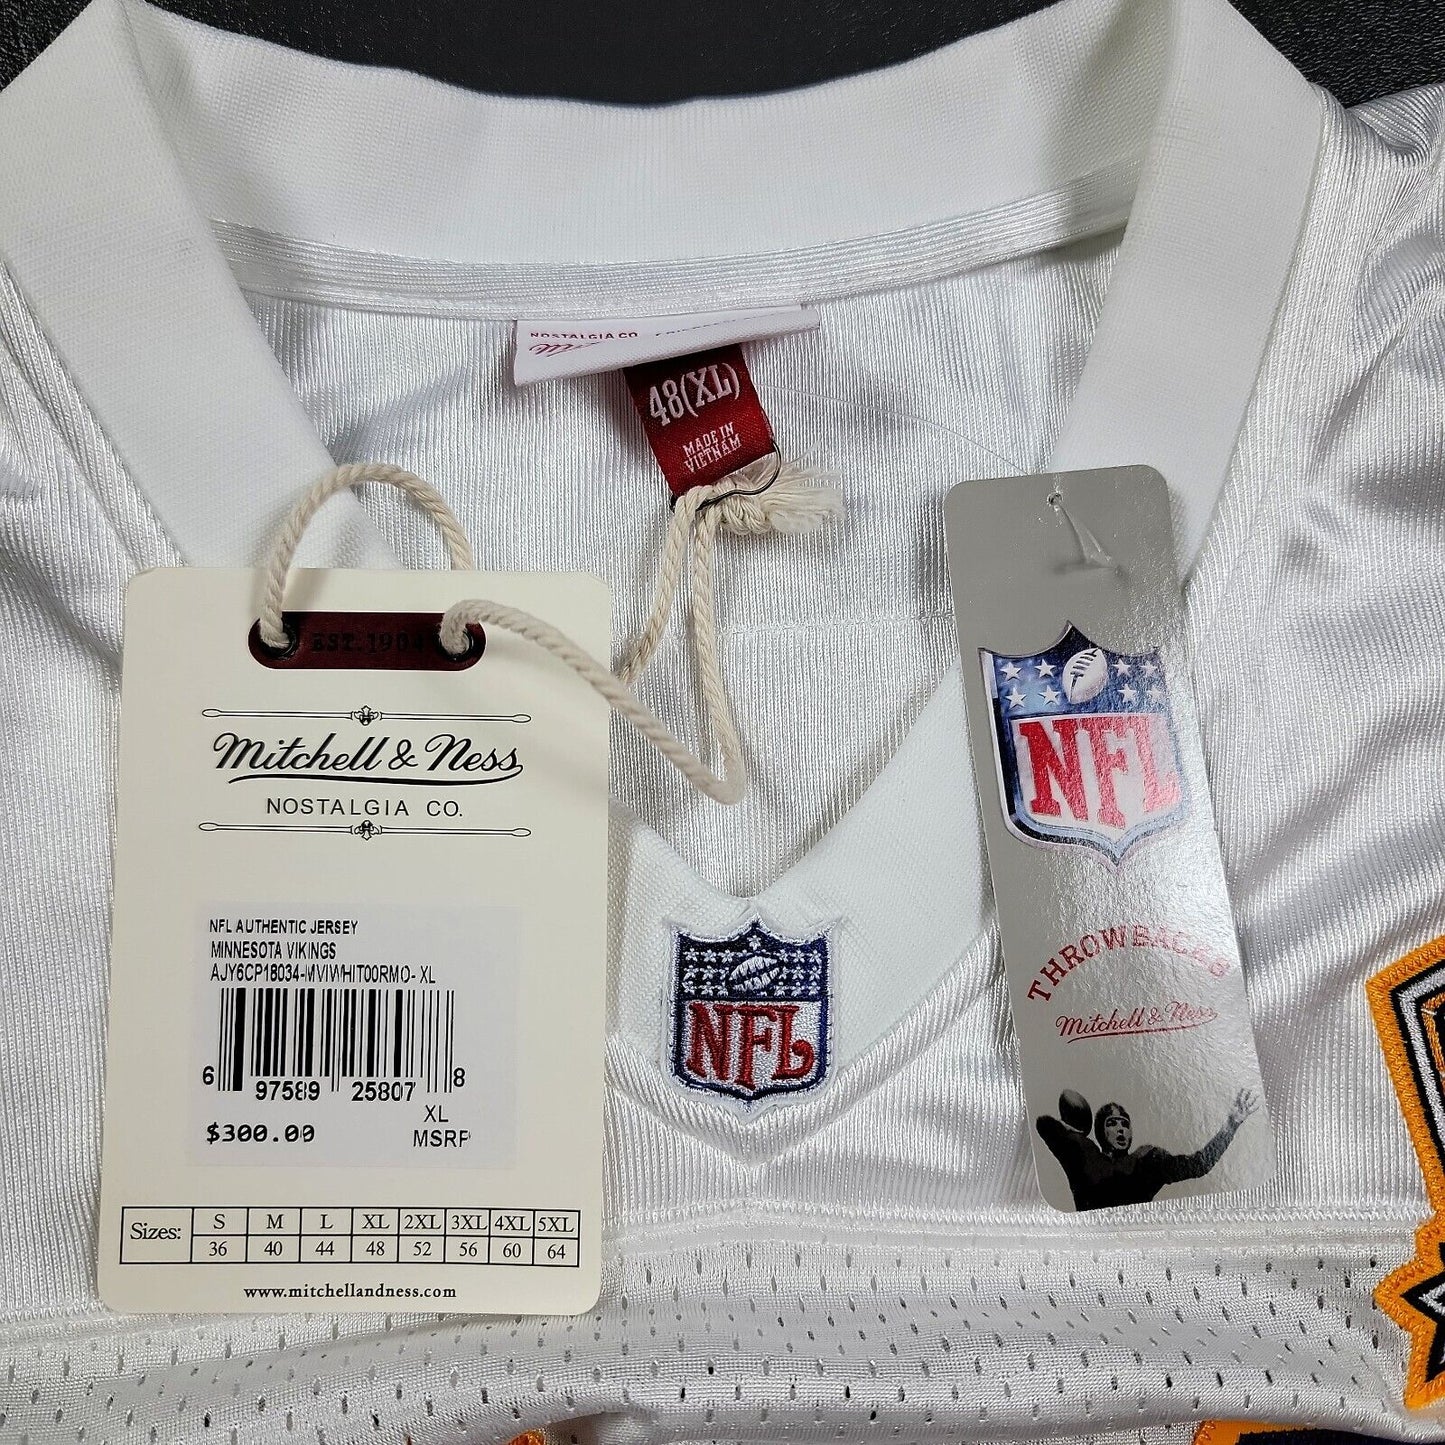 NOSTALGIA CO.
48(XL)
MADE IN
VIETNAM
EST. 1904
Mitchell & Ness
NOSTALGIA CO.
NFL AUTHENTIC JERSEY
MINNESOTA VIKINGS
AJY6CP18034-MVIWHIT00RMO-XL
6 97589 25807 8
XL
$300.00 MSRP
Sizes: S M L XL 2XL 3XL 4XL 5XL
36 40 44 48 52 56 60 64
www.mitchellandness.com
NFL
NFL
THROWBACKS
Mitchell & Ness